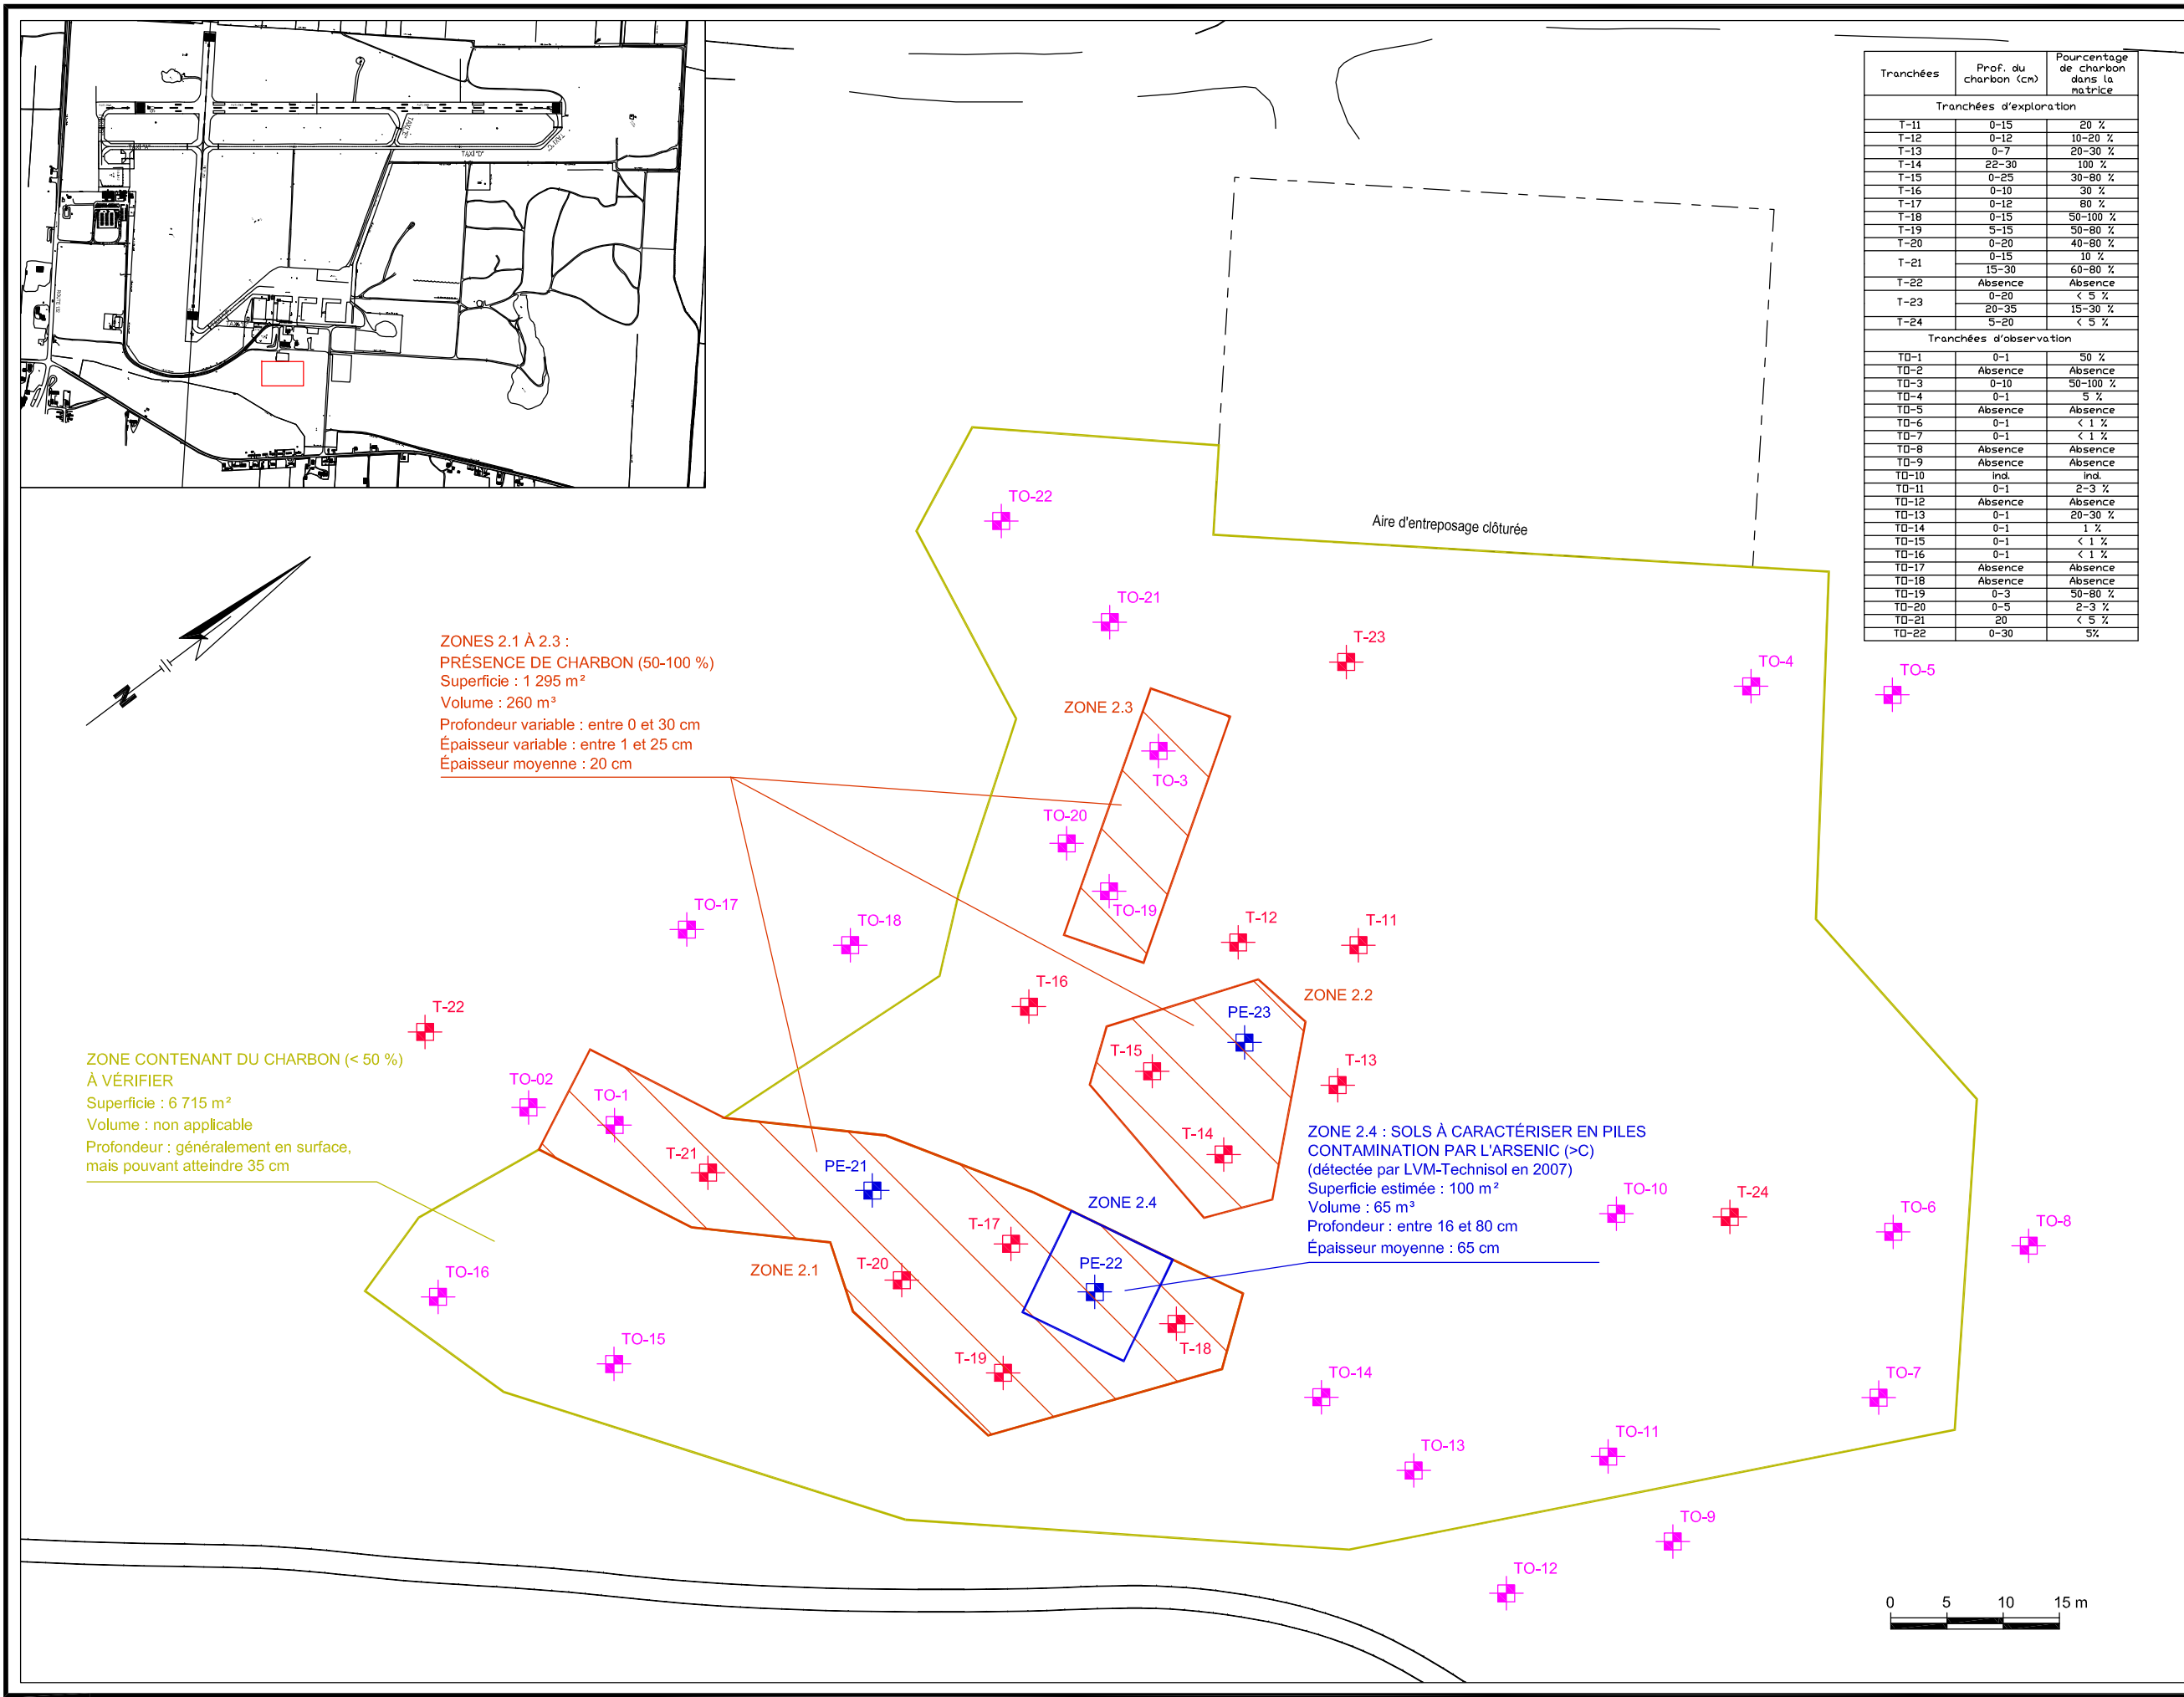 TAXI "D"
Tranchées | Prof. du charbon (cm) | Pourcentage de charbon dans la matrice
Tranchées d'exploration
T-11 | 0-15 | 20 %
T-12 | 0-12 | 10-20 %
T-13 | 0-7 | 20-30 %
T-14 | 22-30 | 100 %
T-15 | 0-25 | 30-80 %
T-16 | 0-10 | 30 %
T-17 | 0-12 | 80 %
T-18 | 0-15 | 50-100 %
T-19 | 5-15 | 50-80 %
T-20 | 0-20 | 40-80 %
T-21 | 0-15 | 10 %
15-30 | 60-80 %
T-22 | Absence | Absence
T-23 | 0-20 | < 5 %
20-35 | 15-30 %
T-24 | 5-20 | < 5 %
Tranchées d'observation
TO-1 | 0-1 | 50 %
TO-2 | Absence | Absence
TO-3 | 0-10 | 50-100 %
TO-4 | 0-1 | 5 %
TO-5 | Absence | Absence
TO-6 | 0-1 | < 1 %
TO-7 | 0-1 | < 1 %
TO-8 | Absence | Absence
TO-9 | Absence | Absence
TO-10 | ind. | ind.
TO-11 | 0-1 | 2-3 %
TO-12 | Absence | Absence
TO-13 | 0-1 | 20-30 %
TO-14 | 0-1 | 1 %
TO-15 | 0-1 | < 1 %
TO-16 | 0-1 | < 1 %
TO-17 | Absence | Absence
TO-18 | Absence | Absence
TO-19 | 0-3 | 50-80 %
TO-20 | 0-5 | 2-3 %
TO-21 | 20 | < 5 %
TO-22 | 0-30 | 5%
TO-22
Aire d'entreposage clôturée
TO-21
T-23
TO-4
TO-5
N
ZONES 2.1 À 2.3 :
PRÉSENCE DE CHARBON (50-100 %)
Superficie : 1 295 m²
Volume : 260 m³
Profondeur variable : entre 0 et 30 cm
Épaisseur variable : entre 1 et 25 cm
Épaisseur moyenne : 20 cm
ZONE 2.3
TO-3
TO-20
TO-19
TO-17
TO-18
T-12
T-11
T-16
ZONE 2.2
PE-23
T-22
T-15
T-13
ZONE CONTENANT DU CHARBON (< 50 %)
À VÉRIFIER
Superficie : 6 715 m²
Volume : non applicable
Profondeur : généralement en surface,
mais pouvant atteindre 35 cm
TO-02
TO-1
T-21
PE-21
T-14
ZONE 2.4 : SOLS À CARACTÉRISER EN PILES
CONTAMINATION PAR L'ARSENIC (>C)
(détectée par LVM-Technisol en 2007)
Superficie estimée : 100 m²
Volume : 65 m³
Profondeur : entre 16 et 80 cm
Épaisseur moyenne : 65 cm
ZONE 2.4
TO-10
T-24
TO-6
TO-8
T-17
T-20
ZONE 2.1
PE-22
TO-16
TO-15
T-19
T-18
TO-14
TO-7
TO-13
TO-11
TO-9
TO-12
0 5 10 15 m